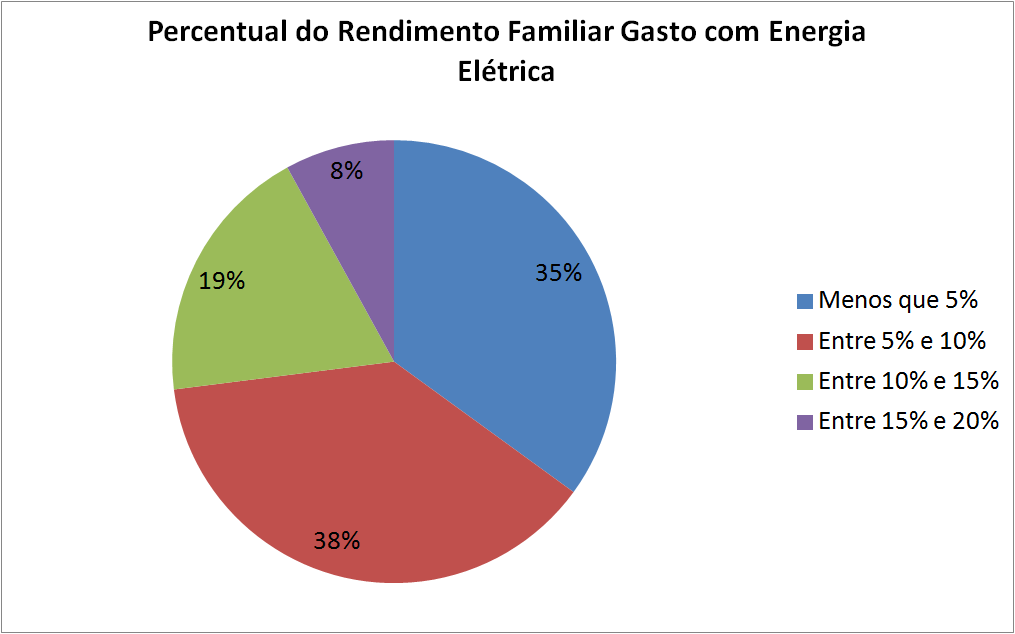 Percentual do Rendimento Familiar Gasto com Energia
Elétrica
8%
35%
19%
38%
Menos que 5%
Entre 5% e 10%
Entre 10% e 15%
Entre 15% e 20%